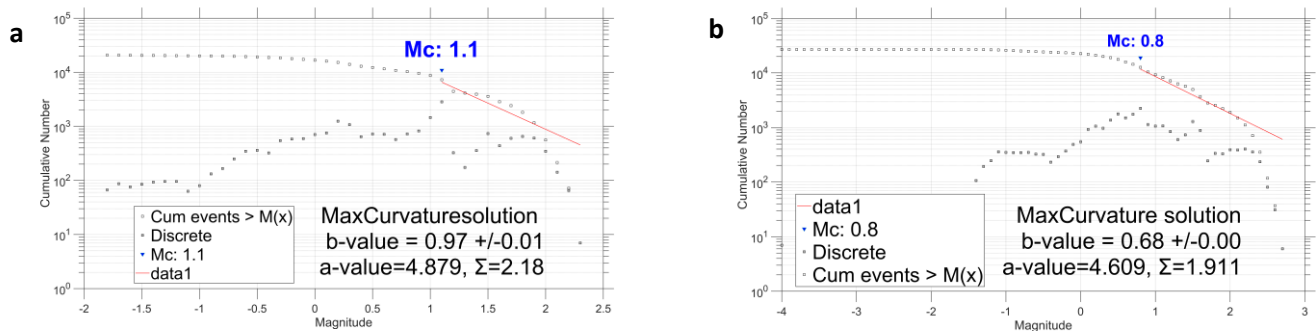 a
10^5
10^4
10^3
10^2
10^1
10^0
Cumulative Number
Mc: 1.1
Cum events > M(x)
Discrete
Mc: 1.1
data1
MaxCurvaturesolution
b-value = 0.97 +/-0.01
a-value=4.879, Σ=2.18
-2 -1.5 -1 -0.5 0 0.5 1 1.5 2 2.5
Magnitude
b
10^5
10^4
10^3
10^2
10^1
10^0
Cumulative Number
Mc: 0.8
data1
Mc: 0.8
Discrete
Cum events > M(x)
MaxCurvature solution
b-value = 0.68 +/-0.00
a-value=4.609, Σ=1.911
-4 -3 -2 -1 0 1 2 3
Magnitude